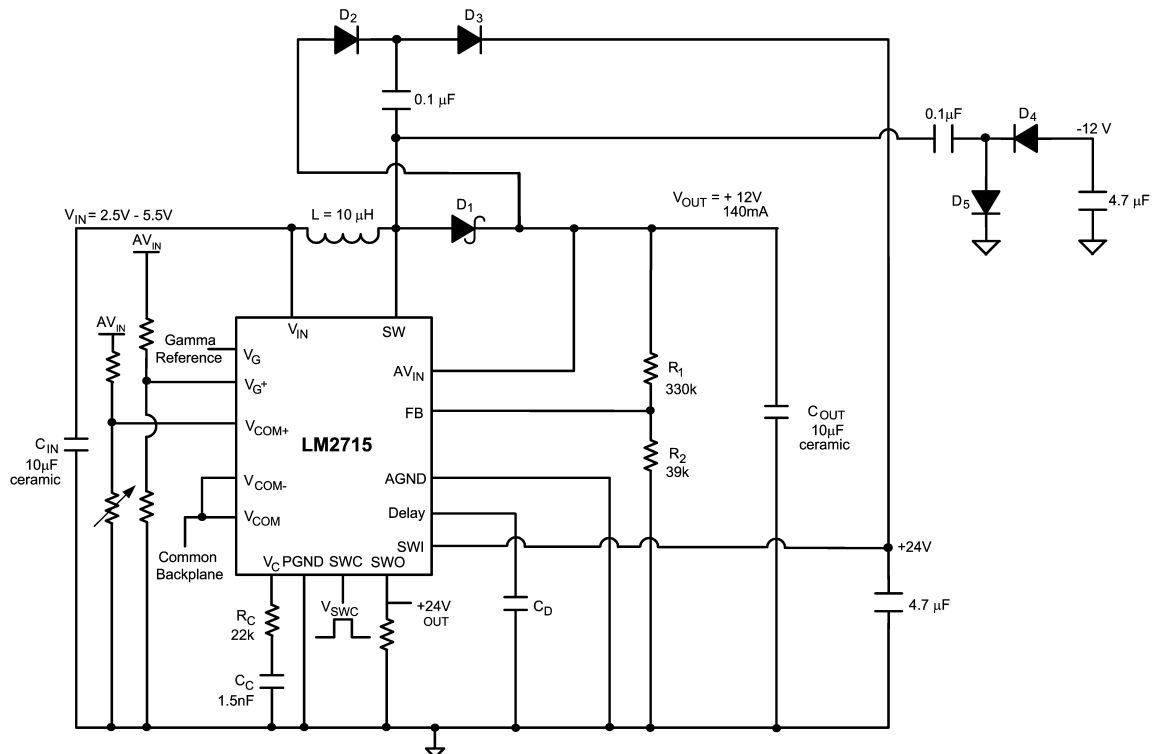 D2
D3
0.1 μF
0.1μF
D4
-12 V
D5
4.7 μF
VIN = 2.5V - 5.5V
L = 10 μH
D1
VOUT = + 12V
140mA
AVIN
AVIN
Gamma
Reference
VIN
SW
VG
VG+
VCOM+
VCOM-
VCOM
LM2715
AVIN
FB
AGND
Delay
SWI
R1
330k
R2
39k
COUT
10μF
ceramic
CIN
10μF
ceramic
Common
Backplane
VC
PGND
SWC
SWO
+24V
RC
22k
VSWC
+24V
OUT
CD
4.7 μF
CC
1.5nF